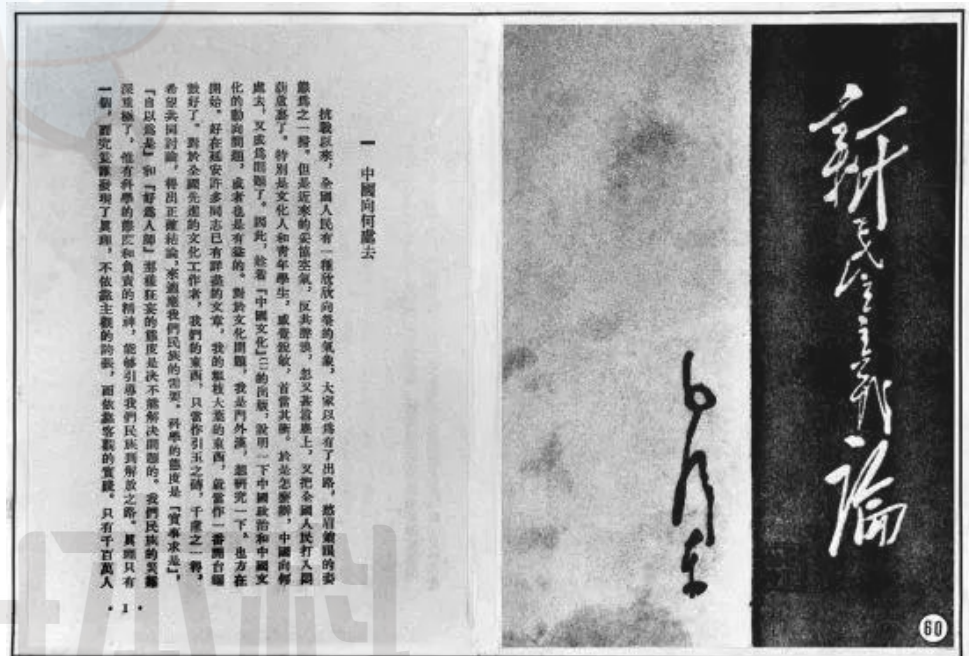 新民主主義論
毛澤東
60
一 中國向何處去
抗戰以來,全國人民有一種欣欣向榮的氣象,大家以爲有了出路,愁眉鎖眼的姿
態爲之一掃。但是近來的妥協空氣,反共聲浪,忽又甚囂塵上,又把全國人民打入悶
葫蘆裏了。特別是文化人和青年學生,感覺銳敏,首當其衝。於是怎麼辦,中國向何
處去,又成爲問題了。因此,趁着『中國文化』〔一〕的出版,說明一下中國政治和中國文
化的動向問題,或者也是有益的。對於文化問題,我是門外漢,想研究一下,也方在
開始。好在延安許多同志已有詳盡的文章,我的粗枝大葉的東西,就當作一番開台鑼
鼓好了。對於全國先進的文化工作者,我們的東西,只當作引玉之磚,千慮之一得,
希望共同討論,得出正確結論,來適應我們民族的需要。科學的態度是『實事求是』,
『自以爲是』和『好爲人師』那種狂妄的態度是決不能解決問題的。我們民族的災難
深重極了,惟有科學的態度和負責的精神,能够引導我們民族到解放之路。眞理只有
一個,而究竟誰發現了眞理,不依靠主觀的誇張,而依靠客觀的實踐。只有千百萬人
• 1 •